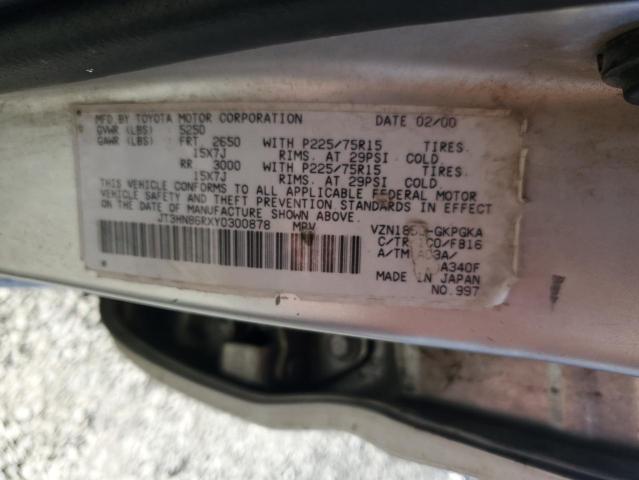 MFD.BY TOYOTA MOTOR CORPORATION DATE 02/00
GVWR (LBS) 5250
GAWR (LBS) FRT 2650 WITH P225/75R15 TIRES.
15X7J RIMS. AT 29PSI COLD
RR 3000 WITH P225/75R15 TIRES.
15X7J RIMS. AT 29PSI COLD
THIS VEHICLE CONFORMS TO ALL APPLICABLE FEDERAL MOTOR
VEHICLE SAFETY AND THEFT PREVENTION STANDARDS IN EFFECT ON
THE DATE OF MANUFACTURE SHOWN ABOVE.
JT3HN86RXY0300878 MPV
C/TR
A/TM
A340F
MADE IN JAPAN
NO.997